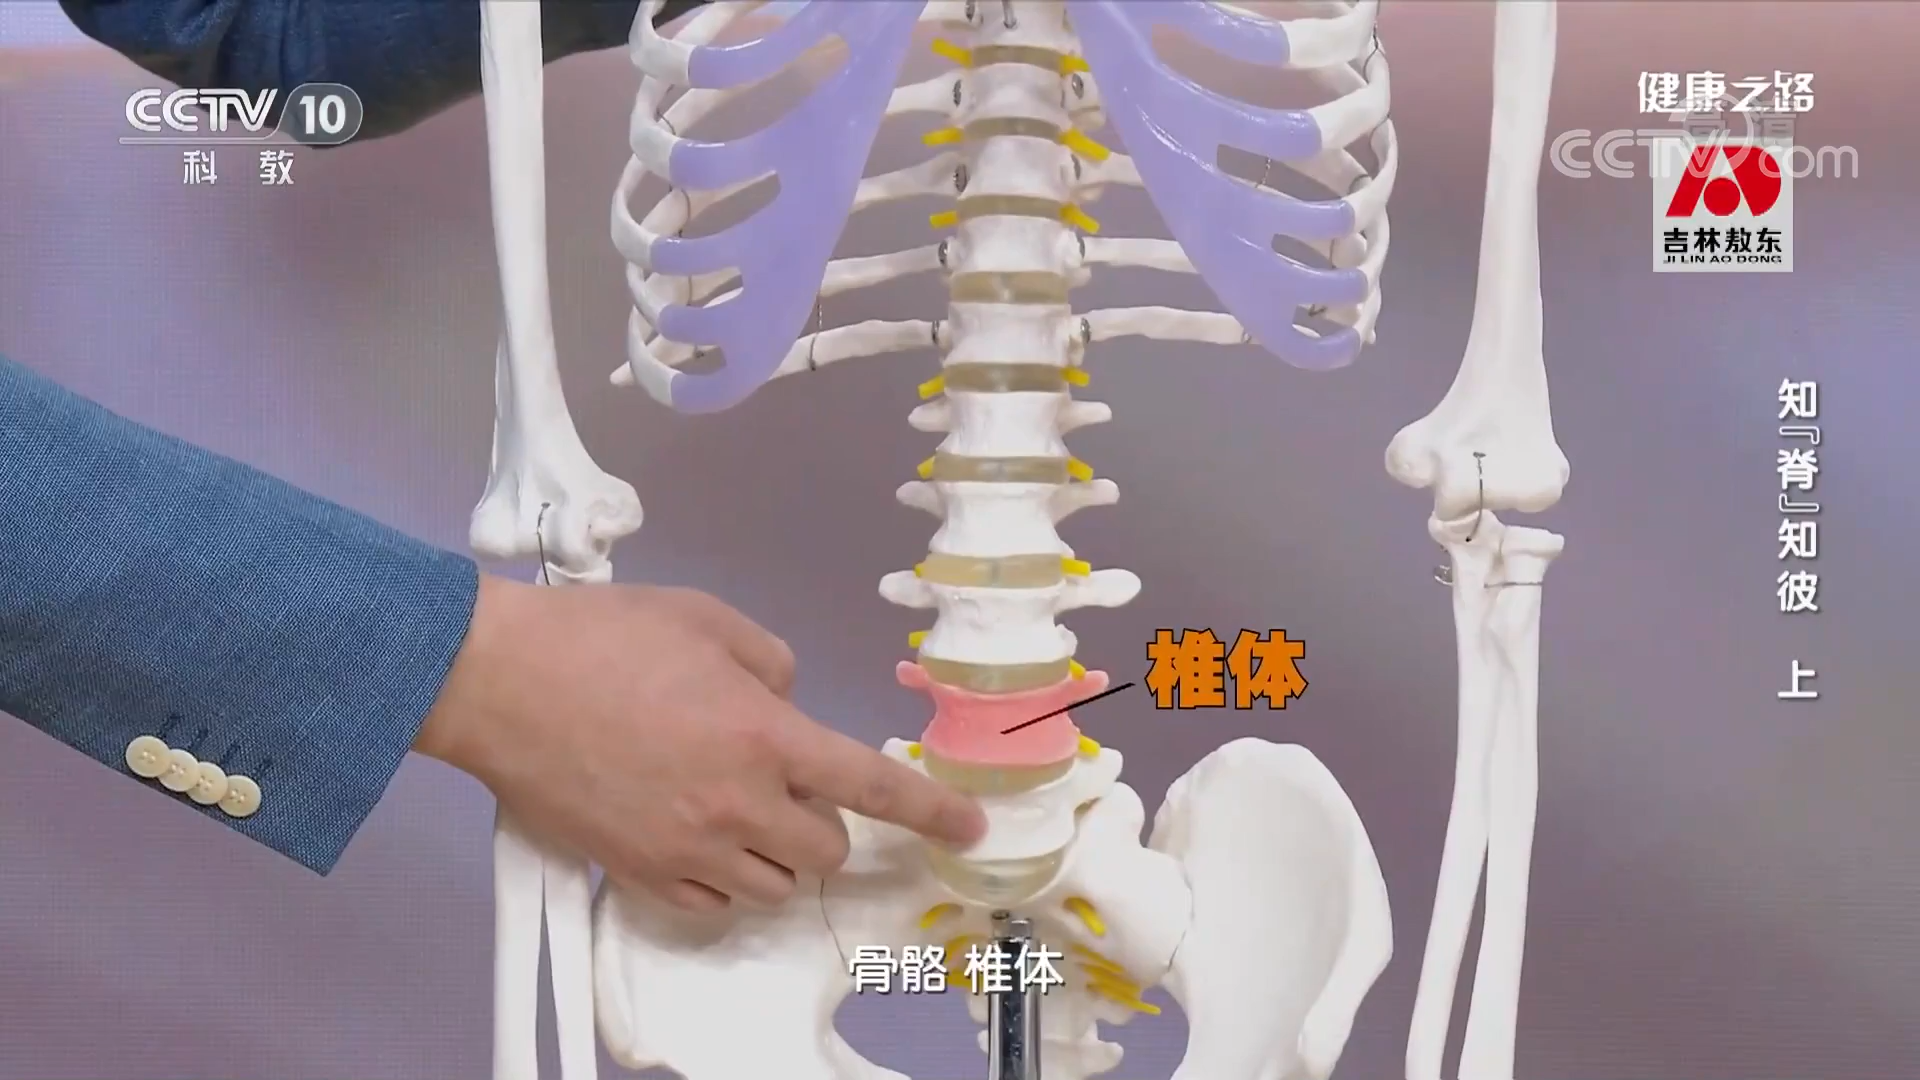 CCTV 10
科 教
健康之路
CCTV.com
吉林敖东
JI LIN AO DONG
知『脊』知彼 上
椎体
骨骼 椎体